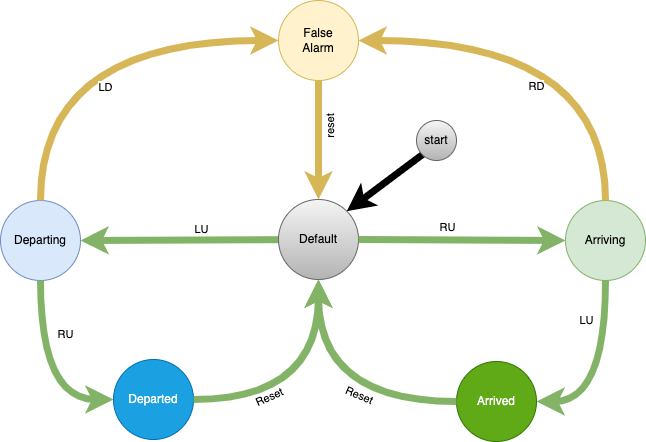 False
Alarm
LD
RD
reset
start
Departing
LU
Default
RU
Arriving
RU
LU
Departed
Reset
Reset
Arrived